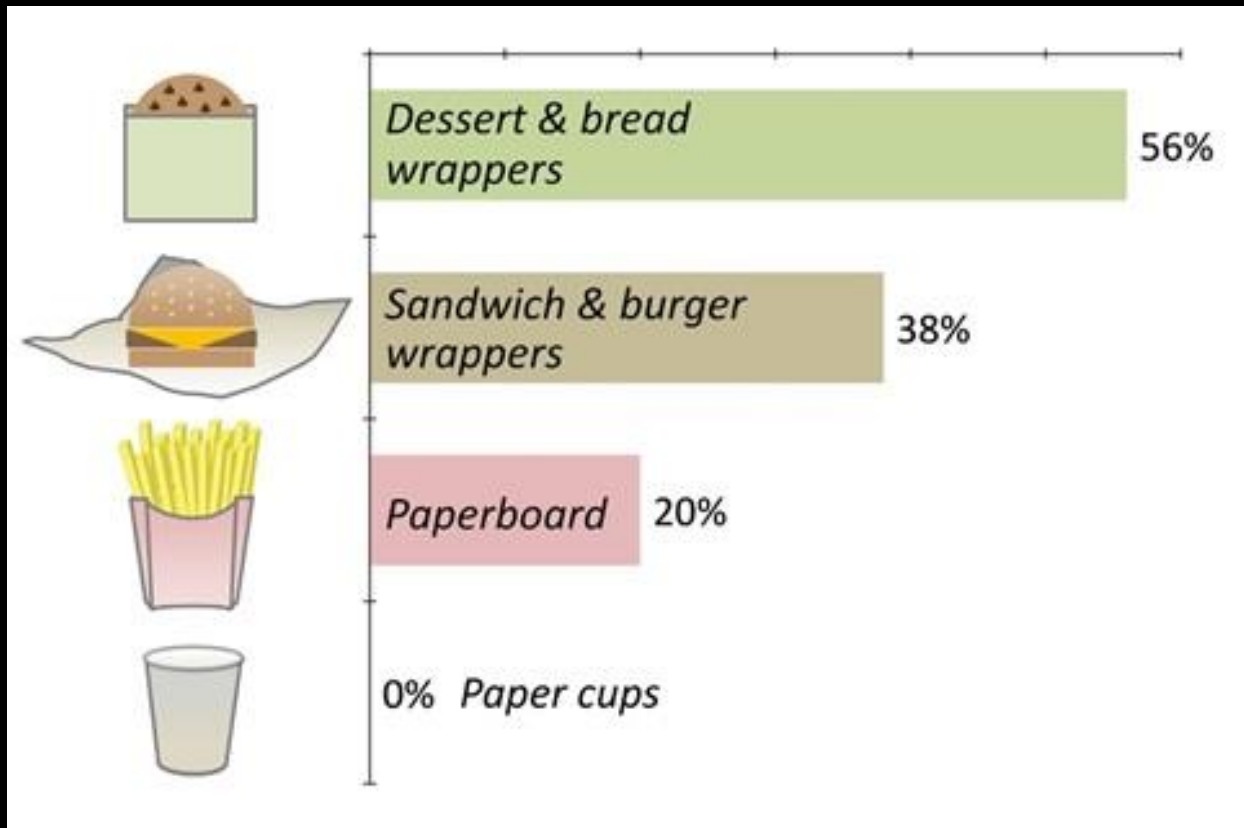 Dessert & bread
wrappers
56%
Sandwich & burger
wrappers
38%
Paperboard
20%
0% Paper cups